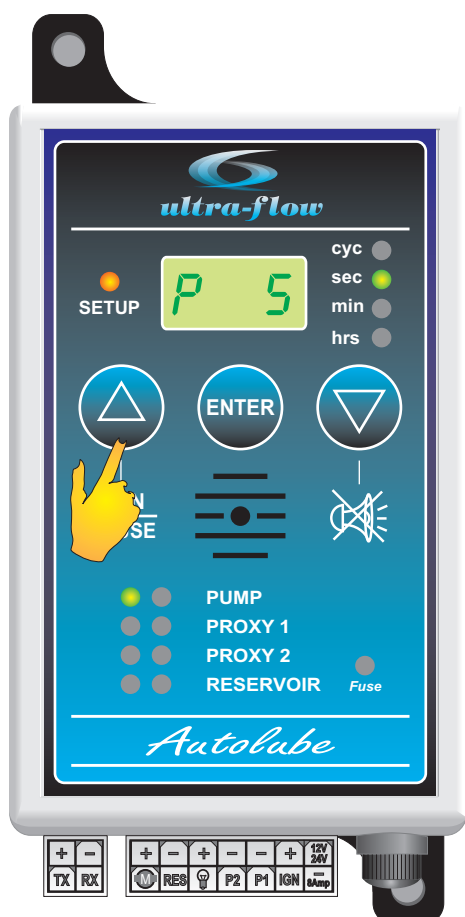 ultra-flow
cyc
sec
min
hrs
SETUP
P 5
ENTER
PUMP
PROXY 1
PROXY 2
RESERVOIR
Fuse
Autolube
+ - + - + - - + 12V 24V
TX RX M RES P2 P1 IGN - 8Amp